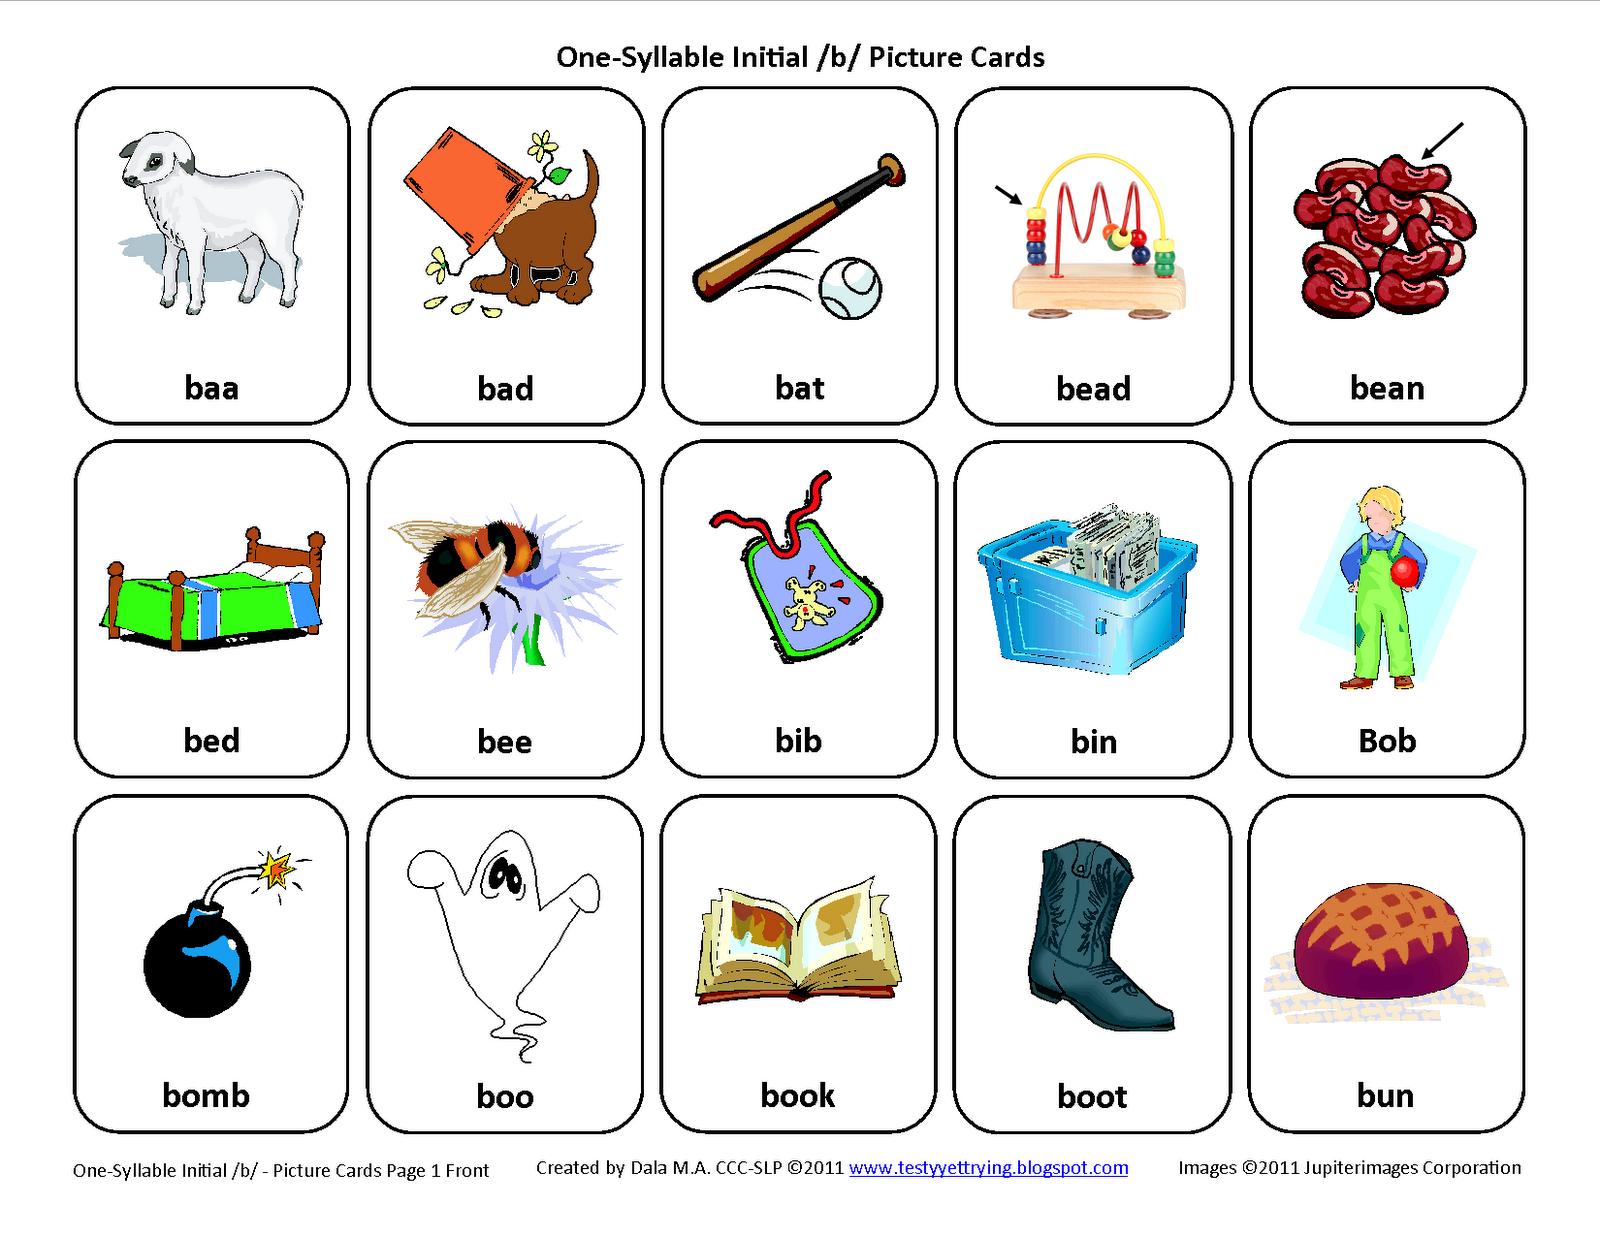 One-Syllable Initial /b/ Picture Cards
baa
bad
bat
bead
bean
bed
bee
bib
bin
Bob
bomb
boo
book
boot
bun
One-Syllable Initial /b/ - Picture Cards Page 1 Front
Created by Dala M.A. CCC-SLP ©2011 www.testyyettrying.blogspot.com
Images ©2011 Jupiterimages Corporation